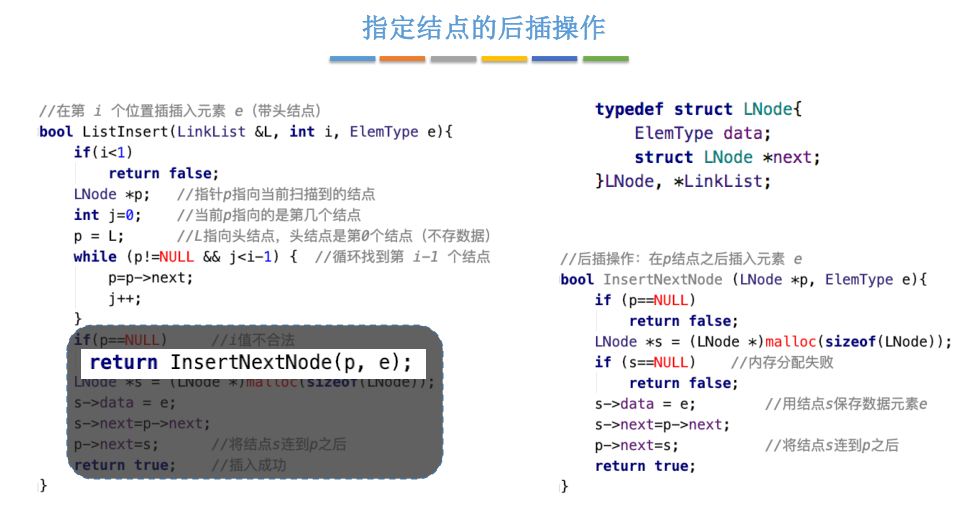 指定结点的后插操作
//在第 i 个位置插插入元素 e（带头结点）
bool ListInsert(LinkList &L, int i, ElemType e){
if(i<1)
return false;
LNode *p; //指针p指向当前扫描到的结点
int j=0; //当前p指向的是第几个结点
p = L; //L指向头结点，头结点是第0个结点（不存数据）
while (p!=NULL && j<i-1) { //循环找到第 i-1 个结点
p=p->next;
j++;
}
if(p==NULL) //i值不合法
return InsertNextNode(p, e);
LNode *s = (LNode *)malloc(sizeof(LNode));
s->data = e;
s->next=p->next;
p->next=s; //将结点s连到p之后
return true; //插入成功
}
typedef struct LNode{
ElemType data;
struct LNode *next;
}LNode, *LinkList;
//后插操作：在p结点之后插入元素 e
bool InsertNextNode (LNode *p, ElemType e){
if (p==NULL)
return false;
LNode *s = (LNode *)malloc(sizeof(LNode));
if (s==NULL) //内存分配失败
return false;
s->data = e; //用结点s保存数据元素e
s->next=p->next;
p->next=s; //将结点s连到p之后
return true;
}